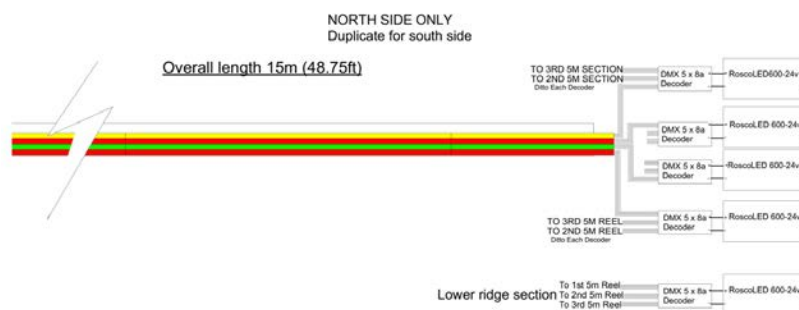 NORTH SIDE ONLY
Duplicate for south side
Overall length 15m (48.75ft)
TO 3RD 5M SECTION
TO 2ND 5M SECTION
Ditto Each Decoder
DMX 5 x 8a
Decoder
RoscoLED600-24v
DMX 5 x 8a
Decoder
RoscoLED 600-24v
DMX 5 x 8a
Decoder
RoscoLED 600-24v
TO 3RD 5M REEL
TO 2ND 5M REEL
Ditto Each Decoder
DMX 5 x 8a
Decoder
RoscoLED 600-24v
Lower ridge section
To 1st 5m Reel
To 2nd 5m Reel
To 3rd 5m Reel
DMX 5 x 8a
Decoder
RoscoLED 600-24v